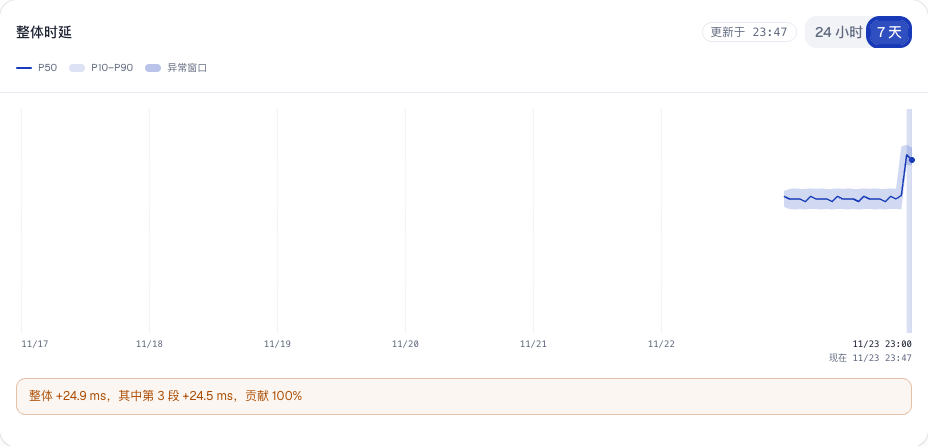 整体时延
更新于 23:47
24 小时
7 天
P50
P10–P90
异常窗口
11/17
11/18
11/19
11/20
11/21
11/22
11/23 23:00
现在 11/23 23:47
整体 +24.9 ms，其中第 3 段 +24.5 ms，贡献 100%